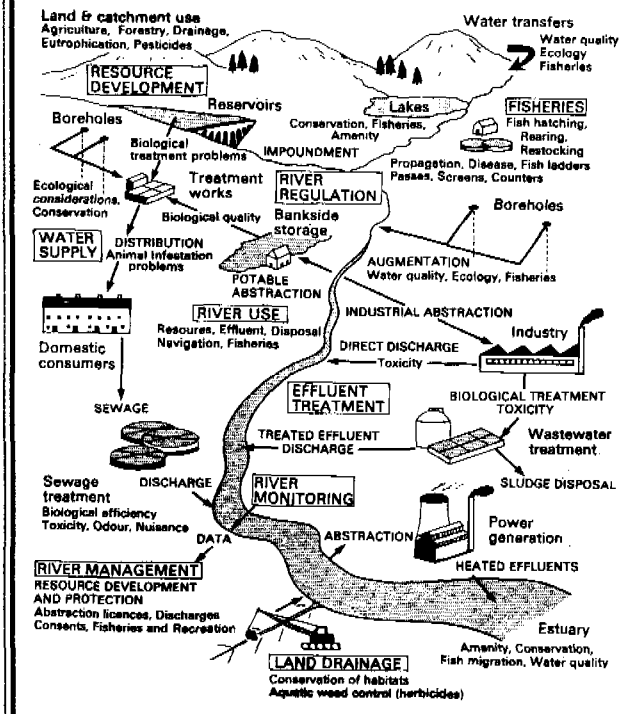 Land & catchment use
Agriculture, Forestry, Drainage,
Eutrophication, Pesticides
Water transfers
Water quality
Ecology
Fisheries
RESOURCE
DEVELOPMENT
Reservoirs
Lakes
Conservation, Fisheries,
Amenity
FISHERIES
Fish hatching,
Rearing,
Restocking
Propagation, Disease, Fish ladders
Passes, Screens, Counters
Boreholes
Biological
treatment problems
IMPOUNDMENT
Ecological
considerations,
Conservation
Treatment
works
RIVER
REGULATION
Boreholes
Biological quality
Bankside
storage
WATER
SUPPLY
DISTRIBUTION
Animal Infestation
problems
AUGMENTATION
Water quality, Ecology, Fisheries
POTABLE
ABSTRACTION
RIVER USE
Resoures, Effluent, Disposal
Navigation, Fisheries
INDUSTRIAL ABSTRACTION
Industry
Domestic
consumers
DIRECT DISCHARGE
Toxicity
EFFLUENT
TREATMENT
BIOLOGICAL TREATMENT
TOXICITY
SEWAGE
TREATED EFFLUENT
DISCHARGE
Wastewater
treatment
SLUDGE DISPOSAL
Sewage
treatment
Biological efficiency
Toxicity, Odour, Nuisance
DISCHARGE
RIVER
MONITORING
DATA
ABSTRACTION
Power
generation
HEATED EFFLUENTS
RIVER MANAGEMENT
RESOURCE DEVELOPMENT
AND PROTECTION
Abstraction licences, Discharges
Consents, Fisheries and Recreation
Estuary
Amenity, Conservation,
Fish migration, Water quality
LAND DRAINAGE
Conservation of habitats
Aquatic weed control (herbicides)